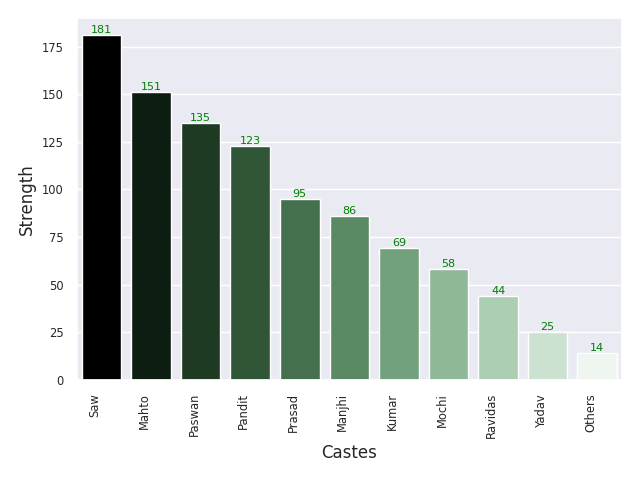 181
151
135
123
95
86
69
58
44
25
14
175
150
125
100
75
50
25
0
Strength
Saw
Mahto
Paswan
Pandit
Prasad
Manjhi
Kumar
Mochi
Ravidas
Yadav
Others
Castes